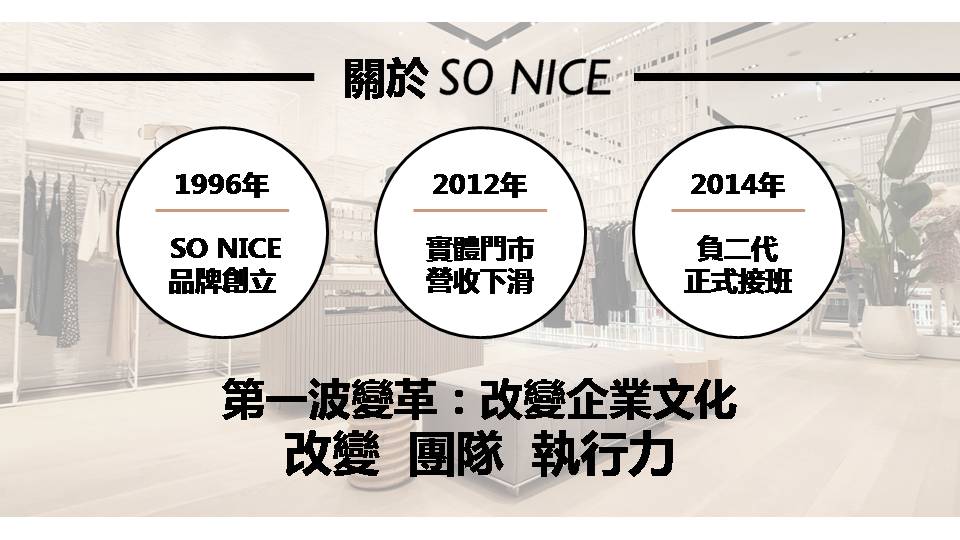 關於 SO NICE
1996年
SO NICE
品牌創立
2012年
實體門市
營收下滑
2014年
負二代
正式接班
第一波變革：改變企業文化
改變 團隊 執行力